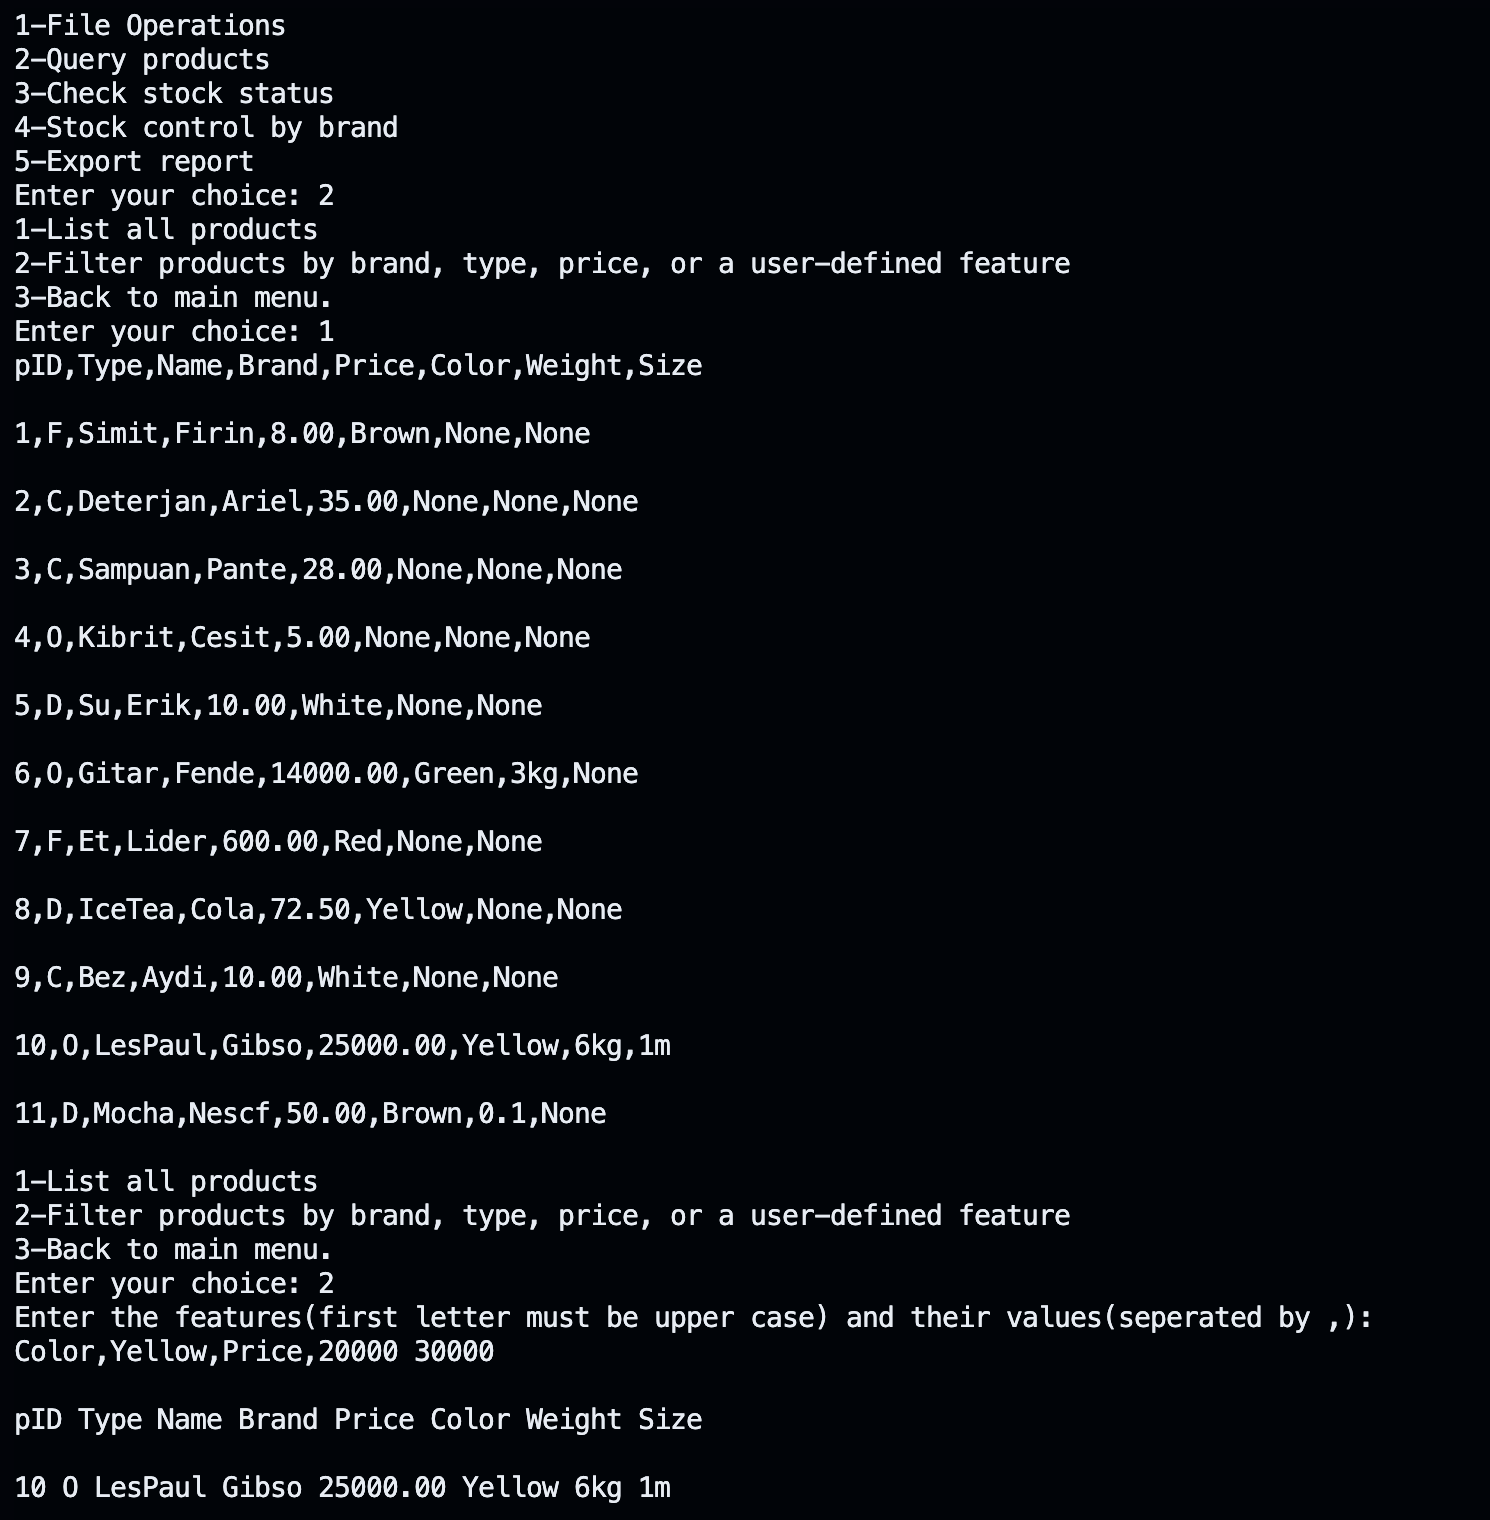 1-File Operations
2-Query products
3-Check stock status
4-Stock control by brand
5-Export report
Enter your choice: 2
1-List all products
2-Filter products by brand, type, price, or a user-defined feature
3-Back to main menu.
Enter your choice: 1
pID,Type,Name,Brand,Price,Color,Weight,Size
1,F,Simit,Firin,8.00,Brown,None,None
2,C,Deterjan,Ariel,35.00,None,None,None
3,C,Sampuan,Pante,28.00,None,None,None
4,O,Kibrit,Cesit,5.00,None,None,None
5,D,Su,Erik,10.00,White,None,None
6,O,Gitar,Fende,14000.00,Green,3kg,None
7,F,Et,Lider,600.00,Red,None,None
8,D,IceTea,Cola,72.50,Yellow,None,None
9,C,Bez,Aydi,10.00,White,None,None
10,O,LesPaul,Gibso,25000.00,Yellow,6kg,1m
11,D,Mocha,Nescf,50.00,Brown,0.1,None
1-List all products
2-Filter products by brand, type, price, or a user-defined feature
3-Back to main menu.
Enter your choice: 2
Enter the features(first letter must be upper case) and their values(seperated by ,):
Color,Yellow,Price,20000 30000
pID Type Name Brand Price Color Weight Size
10 O LesPaul Gibso 25000.00 Yellow 6kg 1m